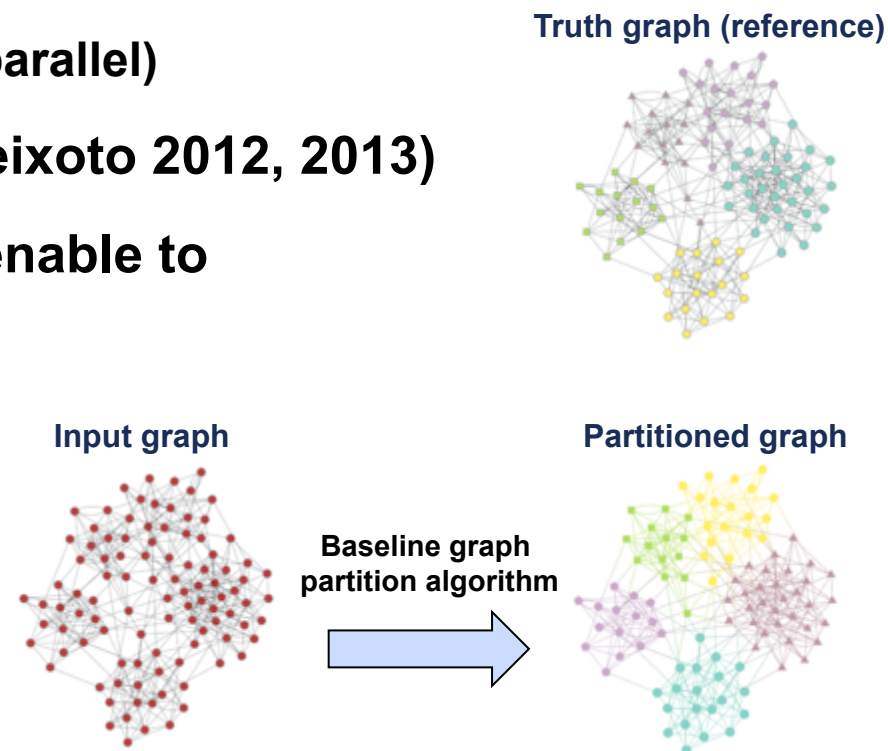 parallel)
eixoto 2012, 2013)
enable to
Truth graph (reference)
Input graph
Baseline graph
partition algorithm
Partitioned graph